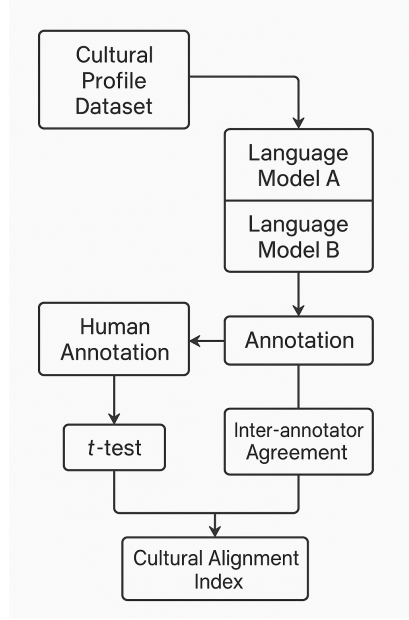 Cultural
Profile
Dataset
Language
Model A
Language
Model B
Human
Annotation
Annotation
t-test
Inter-annotator
Agreement
Cultural Alignment
Index